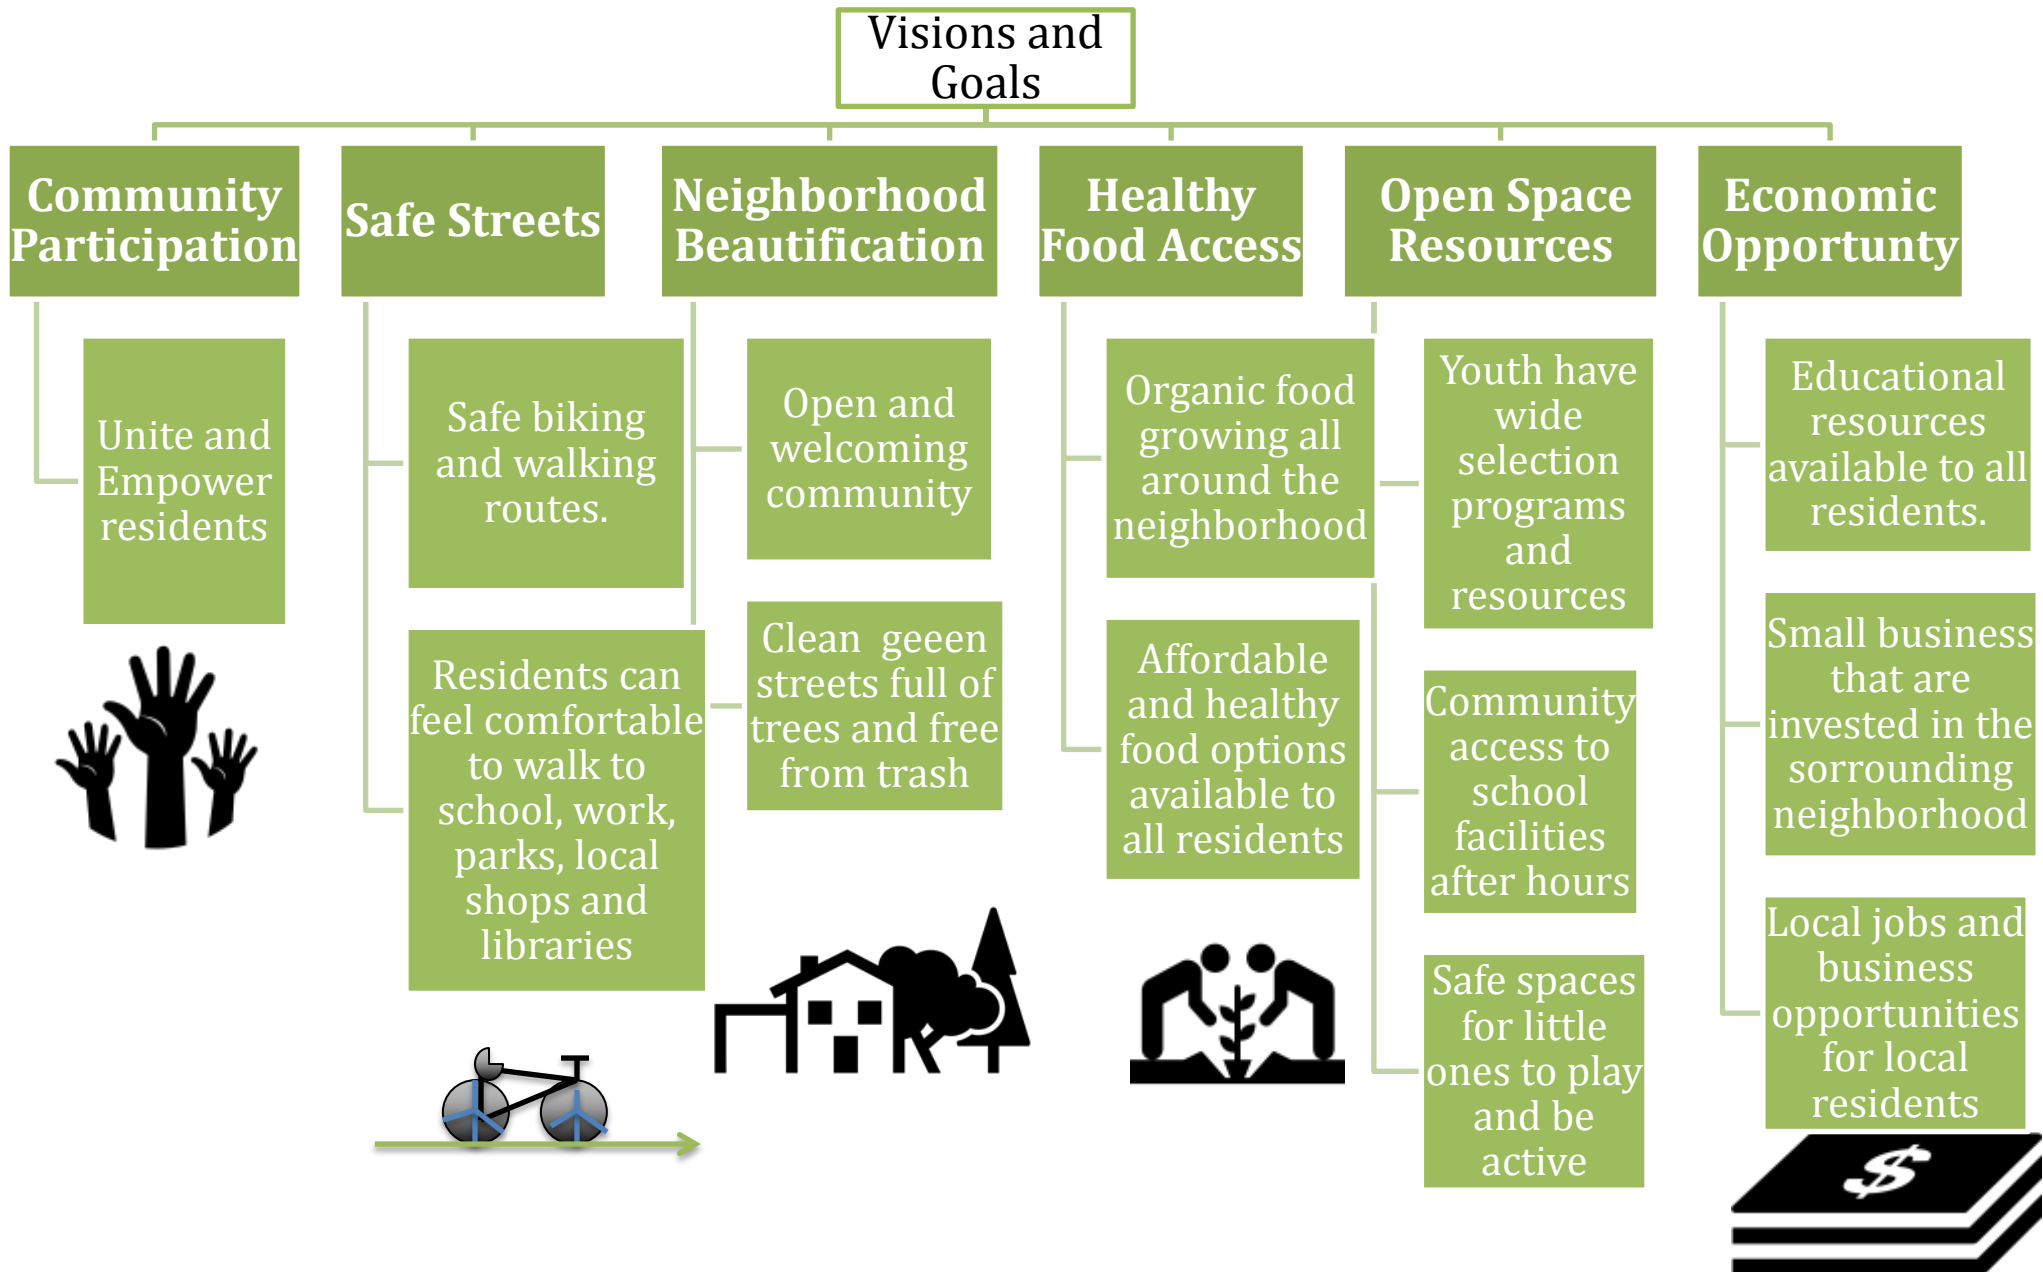 Visions and
Goals
Community
Participation
Unite and
Empower
residents
Safe Streets
Safe biking
and walking
routes.
Residents can
feel comfortable
to walk to
school, work,
parks, local
shops and
libraries
Neighborhood
Beautification
Open and
welcoming
community
Clean geeen
streets full of
trees and free
from trash
Healthy
Food Access
Organic food
growing all
around the
neighborhood
Affordable
and healthy
food options
available to
all residents
Open Space
Resources
Youth have
wide
selection
programs
and
resources
Community
access to
school
facilities
after hours
Safe spaces
for little
ones to play
and be
active
Economic
Opportunty
Educational
resources
available to all
residents.
Small business
that are
invested in the
sorrounding
neighborhood
Local jobs and
business
opportunities
for local
residents
$